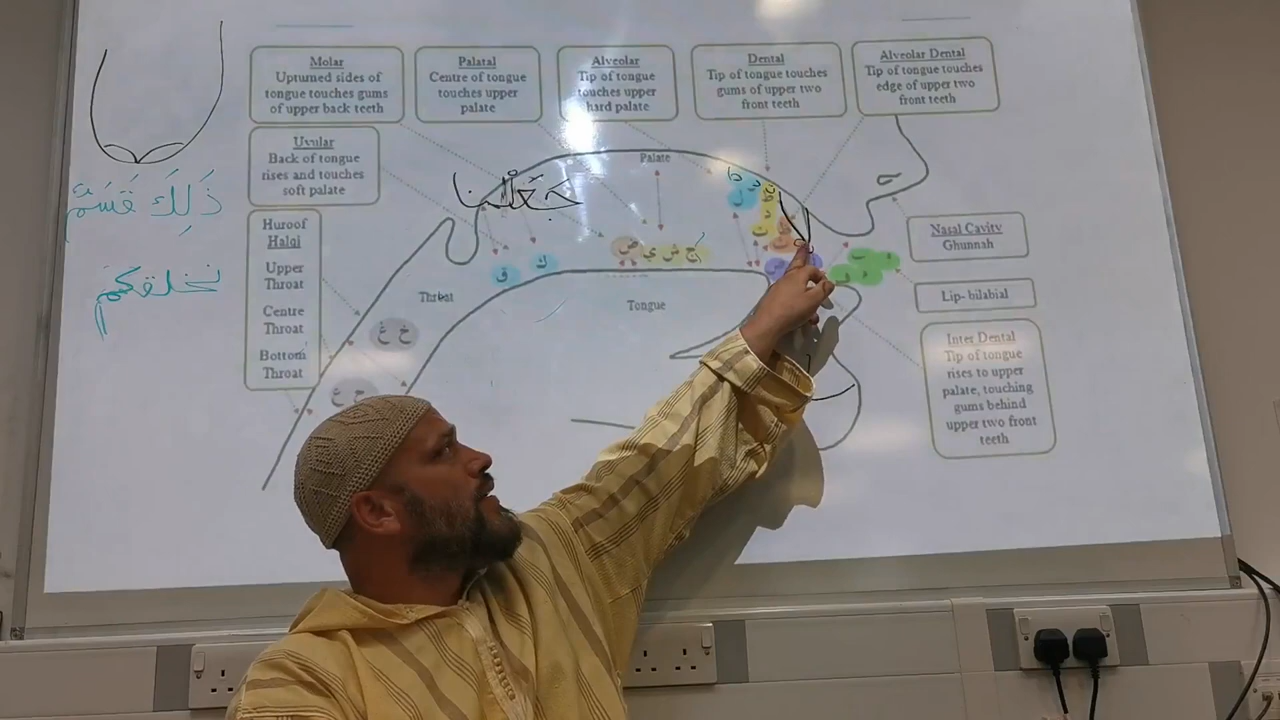 Molar
Upturned sides of
tongue touches gums
of upper back teeth
Palatal
Centre of tongue
touches upper
palate
Alveolar
Tip of tongue
touches upper
hard palate
Dental
Tip of tongue touches
gums of upper two
front teeth
Alveolar Dental
Tip of tongue touches
edge of upper two
front teeth
Uvular
Back of tongue
rises and touches
soft palate
Huroof
Halqi
Upper
Throat
Centre
Throat
Bottom
Throat
Palate
Throat
Tongue
Nasal Cavity
Ghunnah
Lip- bilabial
Inter Dental
Tip of tongue
rises to upper
palate, touching
gums behind
upper two front
teeth
ذَلِكَ قَسَمٌ
نخلقكم
جَعَلْنا
ق
ك
ض ي ش ج
ل
غ خ